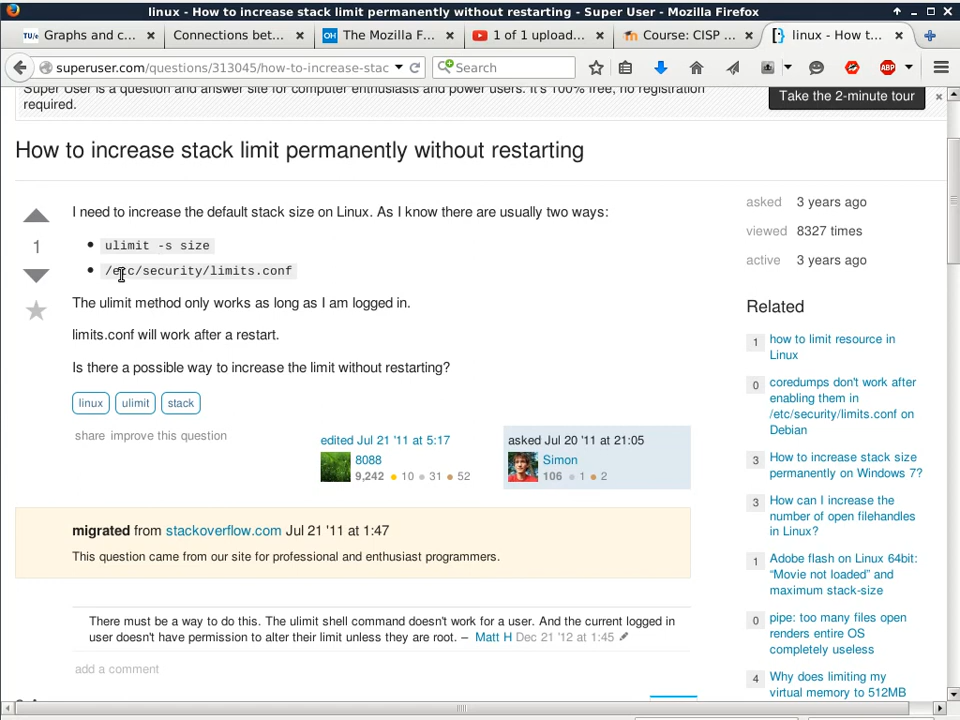 linux - How to increase stack limit permanently without restarting - Super User - Mozilla Firefox
TU/e Graphs and c... Connections bet... OH The Mozilla F... 1 of 1 upload... Course: CISP ... linux - How t...
superuser.com/questions/313045/how-to-increase-stac Search ABP
Super User is a question and answer site for computer enthusiasts and power users. It's 100% free, no registration
required.
Take the 2-minute tour ×
How to increase stack limit permanently without restarting
I need to increase the default stack size on Linux. As I know there are usually two ways:
1
• ulimit -s size
• /etc/security/limits.conf
The ulimit method only works as long as I am logged in.
limits.conf will work after a restart.
Is there a possible way to increase the limit without restarting?
linux ulimit stack
share improve this question
edited Jul 21 '11 at 5:17
8088
9,242 ● 10 ● 31 ● 52
asked Jul 20 '11 at 21:05
Simon
106 ● 1 ● 2
migrated from stackoverflow.com Jul 21 '11 at 1:47
This question came from our site for professional and enthusiast programmers.
There must be a way to do this. The ulimit shell command doesn't work for a user. And the current logged in
user doesn't have permission to alter their limit unless they are root. – Matt H Dec 21 '12 at 1:45
add a comment
asked 3 years ago
viewed 8327 times
active 3 years ago
Related
1 how to limit resource in
Linux
0 coredumps don't work after
enabling them in
/etc/security/limits.conf on
Debian
3 How to increase stack size
permanently on Windows 7?
3 How can I increase the
number of open filehandles
in Linux?
1 Adobe flash on Linux 64bit:
“Movie not loaded” and
maximum stack-size
0 pipe: too many files open
renders entire OS
completely useless
4 Why does limiting my
virtual memory to 512MB